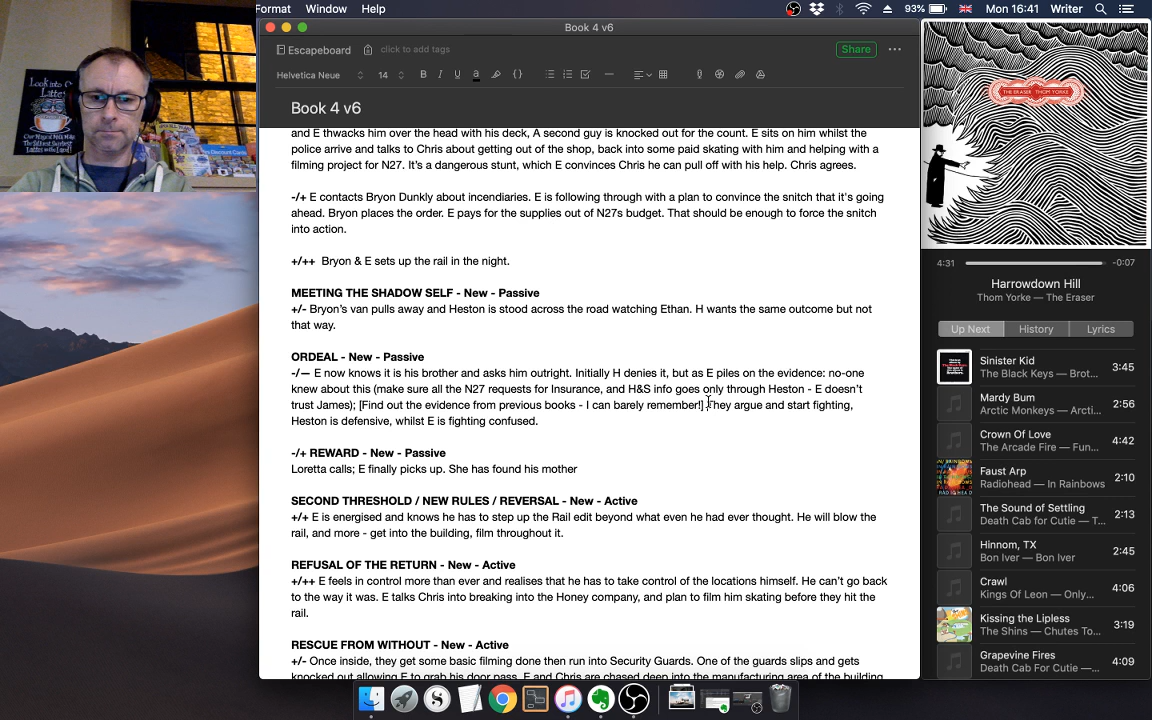 Format Window Help
93% Mon 16:41 Writer
Book 4 v6
Escapeboard click to add tags
Share
Helvetica Neue 14 B I U a
Book 4 v6
and E thwacks him over the head with his deck, A second guy is knocked out for the count. E sits on him whilst the
police arrive and talks to Chris about getting out of the shop, back into some paid skating with him and helping with a
filming project for N27. It's a dangerous stunt, which E convinces Chris he can pull off with his help. Chris agrees.
-/+ E contacts Bryon Dunkly about incendiaries. E is following through with a plan to convince the snitch that it's going
ahead. Bryon places the order. E pays for the supplies out of N27s budget. That should be enough to force the snitch
into action.
+/++ Bryon & E sets up the rail in the night.
MEETING THE SHADOW SELF - New - Passive
+/- Bryon's van pulls away and Heston is stood across the road watching Ethan. H wants the same outcome but not
that way.
ORDEAL - New - Passive
-/— E now knows it is his brother and asks him outright. Initially H denies it, but as E piles on the evidence: no-one
knew about this (make sure all the N27 requests for Insurance, and H&S info goes only through Heston - E doesn't
trust James); [Find out the evidence from previous books - I can barely remember!] They argue and start fighting,
Heston is defensive, whilst E is fighting confused.
-/+ REWARD - New - Passive
Loretta calls; E finally picks up. She has found his mother
SECOND THRESHOLD / NEW RULES / REVERSAL - New - Active
+/+ E is energised and knows he has to step up the Rail edit beyond what even he had ever thought. He will blow the
rail, and more - get into the building, film throughout it.
REFUSAL OF THE RETURN - New - Active
+/++ E feels in control more than ever and realises that he has to take control of the locations himself. He can't go back
to the way it was. E talks Chris into breaking into the Honey company, and plan to film him skating before they hit the
rail.
RESCUE FROM WITHOUT - New - Active
+/- Once inside, they get some basic filming done then run into Security Guards. One of the guards slips and gets
knocked out allowing E to grab his door pass. E and Chris are chased deep into the manufacturing area of the building
THE ERASER THOM YORKE
4:31 -0:07
Harrowdown Hill
Thom Yorke — The Eraser
Up Next History Lyrics
Sinister Kid
The Black Keys — Brot... 3:45
Mardy Bum
Arctic Monkeys — Arcti... 2:56
Crown Of Love
The Arcade Fire — Fun... 4:42
Faust Arp
Radiohead — In Rainbows 2:10
The Sound of Settling
Death Cab for Cutie — T... 2:13
Hinnom, TX
Bon Iver — Bon Iver 2:45
Crawl
Kings Of Leon — Only... 4:06
Kissing the Lipless
The Shins — Chutes To... 3:19
Grapevine Fires
Death Cab for Cutie — ... 4:09